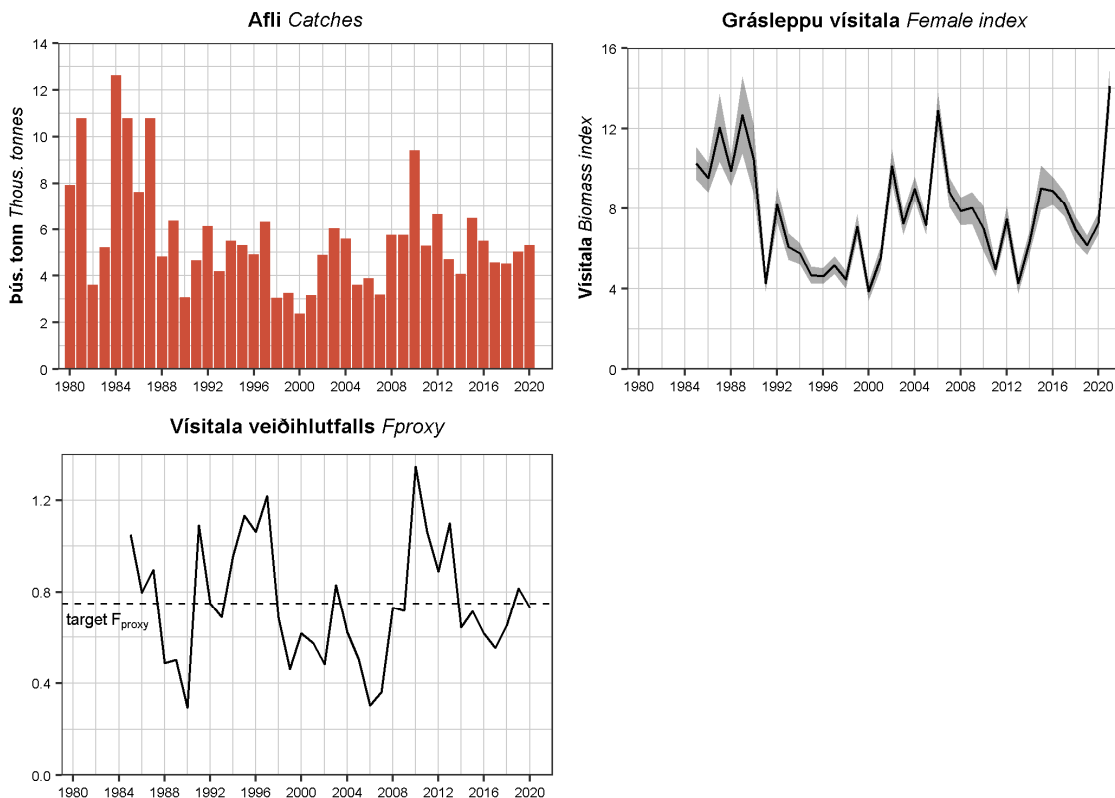 Afli Catches
Þús. tonn Thous. tonnes
14
12
10
8
6
4
2
0
1980 1984 1988 1992 1996 2000 2004 2008 2012 2016 2020
Grásleppu vísitala Female index
Vísitala Biomass index
16
12
8
4
0
1980 1984 1988 1992 1996 2000 2004 2008 2012 2016 2020
Vísitala veiðihlutfalls Fproxy
1.2
0.8
0.4
0.0
target Fproxy
1980 1984 1988 1992 1996 2000 2004 2008 2012 2016 2020